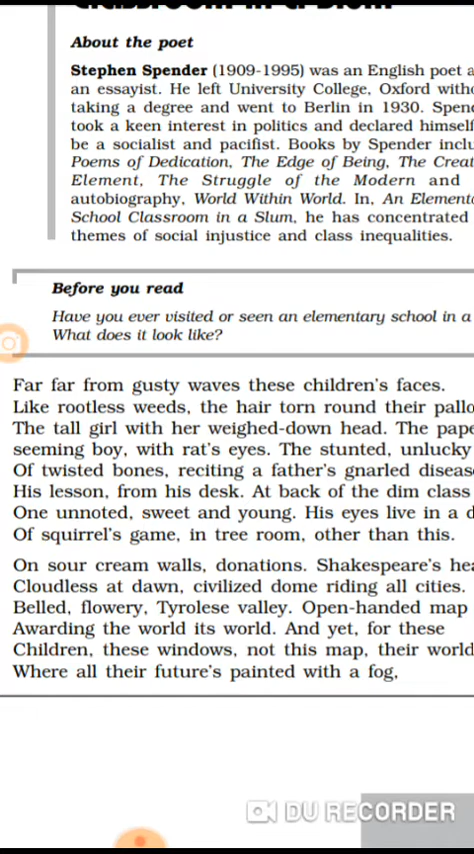 Classroom in a Slum
About the poet
Stephen Spender (1909-1995) was an English poet a
an essayist. He left University College, Oxford witho
taking a degree and went to Berlin in 1930. Spend
took a keen interest in politics and declared himself
be a socialist and pacifist. Books by Spender inclu
Poems of Dedication, The Edge of Being, The Creat
Element, The Struggle of the Modern and
autobiography, World Within World. In, An Elementa
School Classroom in a Slum, he has concentrated
themes of social injustice and class inequalities.
Before you read
Have you ever visited or seen an elementary school in a
What does it look like?
Far far from gusty waves these children's faces.
Like rootless weeds, the hair torn round their pallo
The tall girl with her weighed-down head. The pape
seeming boy, with rat's eyes. The stunted, unlucky
Of twisted bones, reciting a father's gnarled diseas
His lesson, from his desk. At back of the dim class
One unnoted, sweet and young. His eyes live in a d
Of squirrel's game, in tree room, other than this.
On sour cream walls, donations. Shakespeare's hea
Cloudless at dawn, civilized dome riding all cities.
Belled, flowery, Tyrolese valley. Open-handed map
Awarding the world its world. And yet, for these
Children, these windows, not this map, their world
Where all their future's painted with a fog,
DU RECORDER